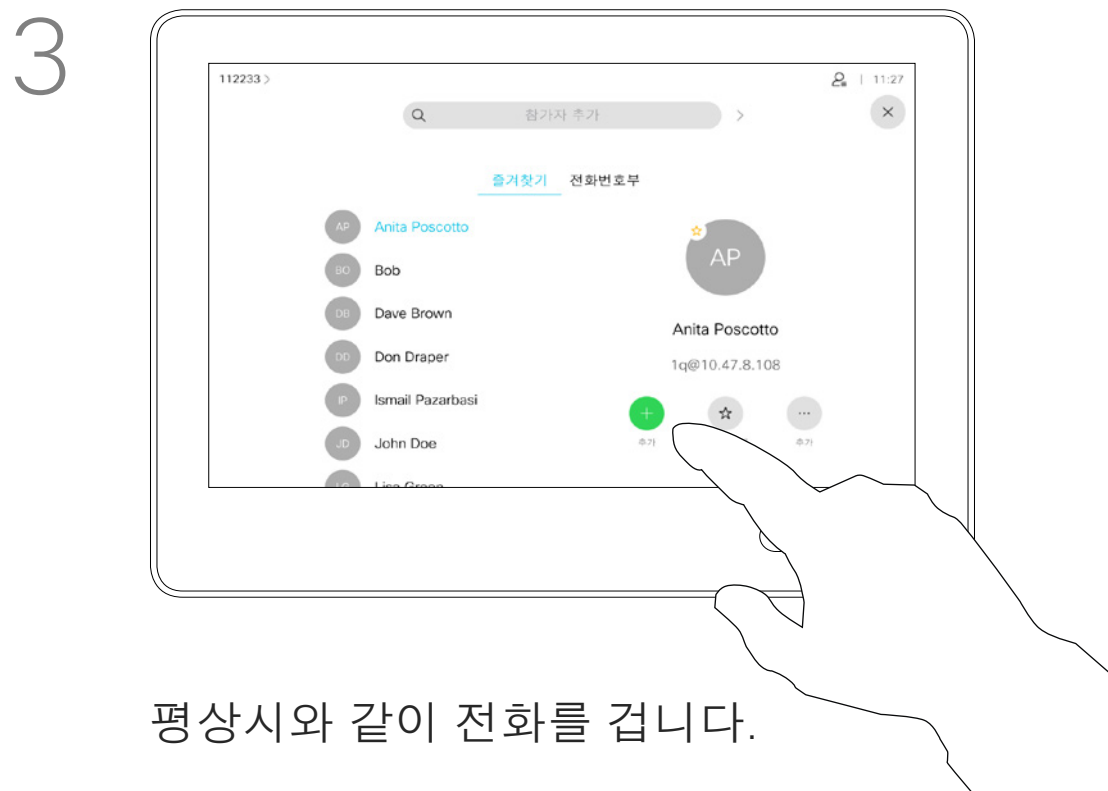 3
112233 >
11:27
참가자 추가
즐겨찾기 전화번호부
AP Anita Poscotto
BO Bob
DB Dave Brown
DD Don Draper
IP Ismail Pazarbasi
JD John Doe
AP
Anita Poscotto
1q@10.47.8.108
추가 추가
평상시와 같이 전화를 겁니다.